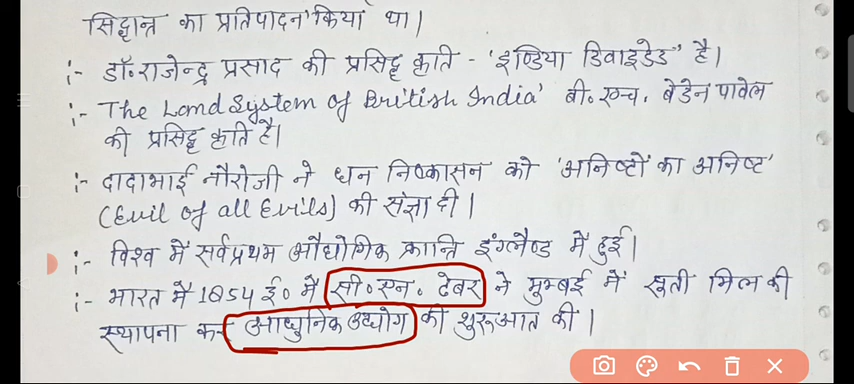 सिद्धान्त का प्रतिपादन किया था।
:- डॉ. राजेन्द्र प्रसाद की प्रसिद्ध कृति - 'इण्डिया डिवाइडेड' है।
:- 'The Land System of British India' बी. एच. बेडेन पावेल
की प्रसिद्ध कृति है।
:- दादाभाई नौरोजी ने धन निष्कासन को 'अनिष्टों का अनिष्ट'
(Evil of all Evils) की संज्ञा दी।
:- विश्व में सर्वप्रथम औद्योगिक क्रान्ति इंग्लैण्ड में हुई।
:- भारत में 1854 ई० में सी. एन. डेबर ने मुम्बई में सूती मिल की
स्थापना कर आधुनिक उद्योग की शुरूआत की।